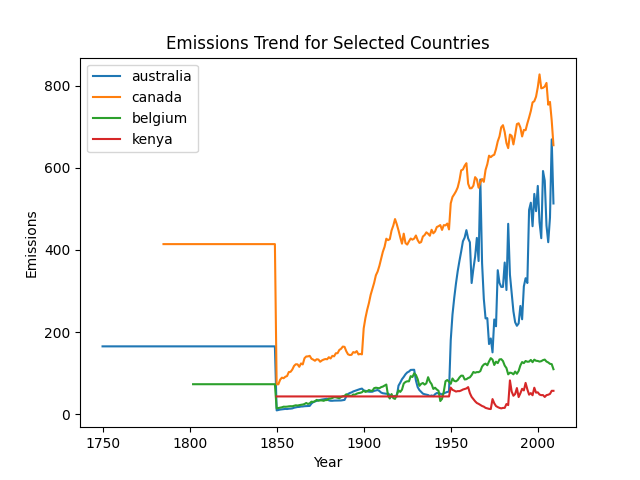 Emissions Trend for Selected Countries
australia
canada
belgium
kenya
Emissions
800
600
400
200
0
1750
1800
1850
1900
1950
2000
Year